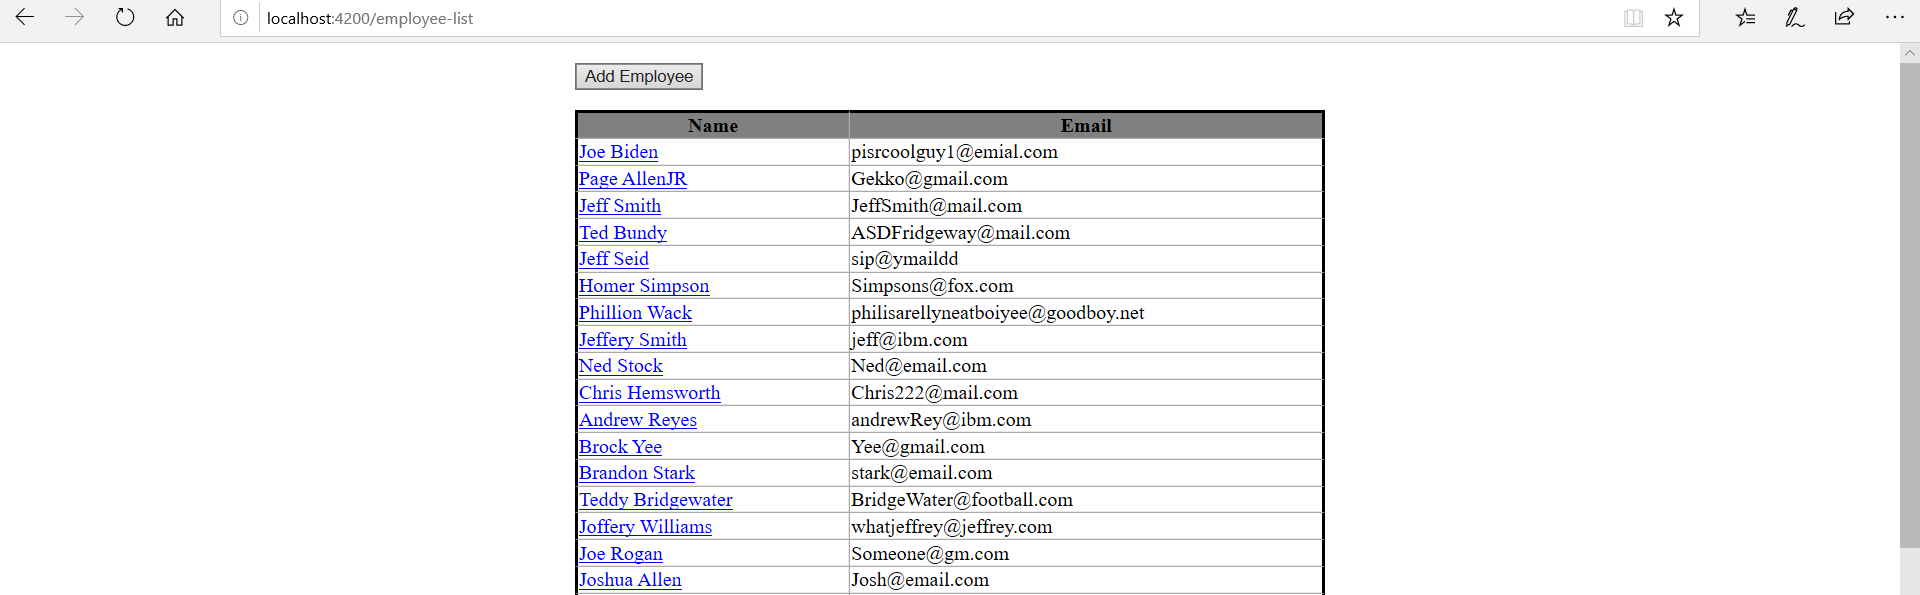 localhost:4200/employee-list
Add Employee
Name Email
Joe Biden pisrcoolguy1@emial.com
Page AllenJR Gekko@gmail.com
Jeff Smith JeffSmith@mail.com
Ted Bundy ASDFridgeway@mail.com
Jeff Seid sip@ymaildd
Homer Simpson Simpsons@fox.com
Phillion Wack philisarellyneatboiyee@goodboy.net
Jeffery Smith jeff@ibm.com
Ned Stock Ned@email.com
Chris Hemsworth Chris222@mail.com
Andrew Reyes andrewRey@ibm.com
Brock Yee Yee@gmail.com
Brandon Stark stark@email.com
Teddy Bridgewater BridgeWater@football.com
Joffery Williams whatjeffrey@jeffrey.com
Joe Rogan Someone@gm.com
Joshua Allen Josh@email.com